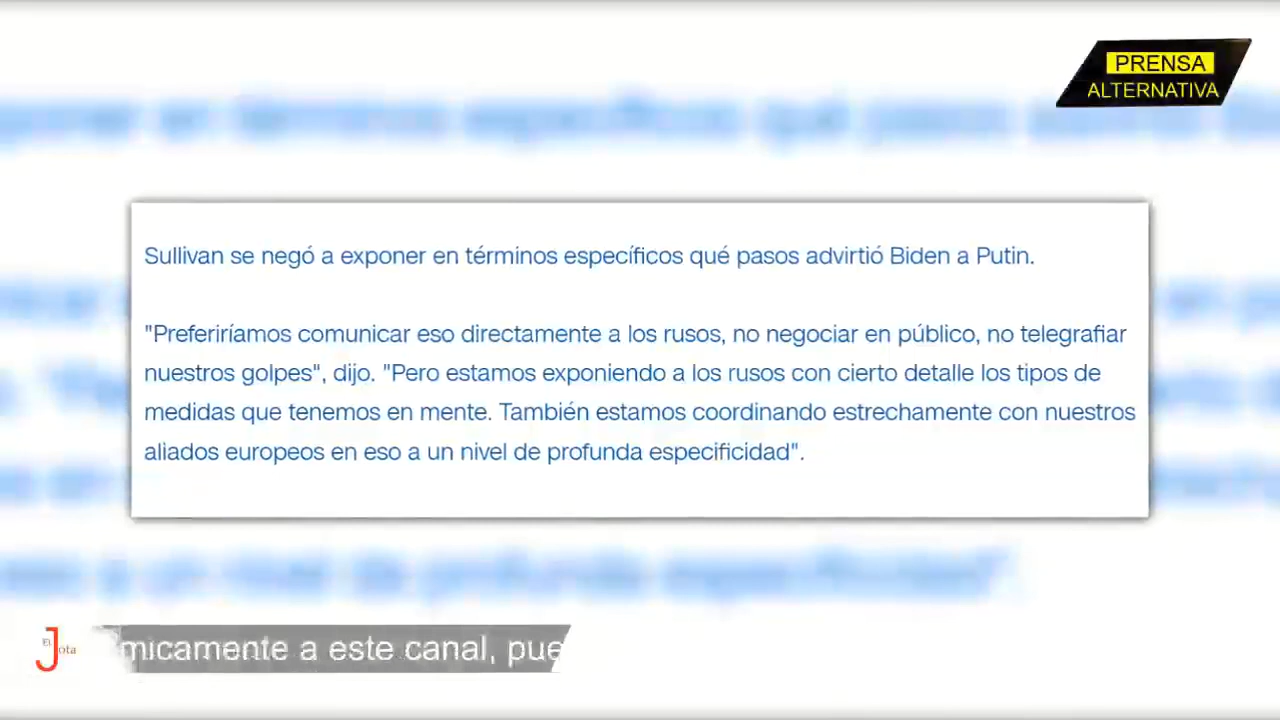 PRENSA
ALTERNATIVA
Sullivan se negó a exponer en términos específicos qué pasos advirtió Biden a Putin.
"Preferiríamos comunicar eso directamente a los rusos, no negociar en público, no telegrafiar
nuestros golpes", dijo. "Pero estamos exponiendo a los rusos con cierto detalle los tipos de
medidas que tenemos en mente. También estamos coordinando estrechamente con nuestros
aliados europeos en eso a un nivel de profunda especificidad".
El Jota
micamente a este canal, pue